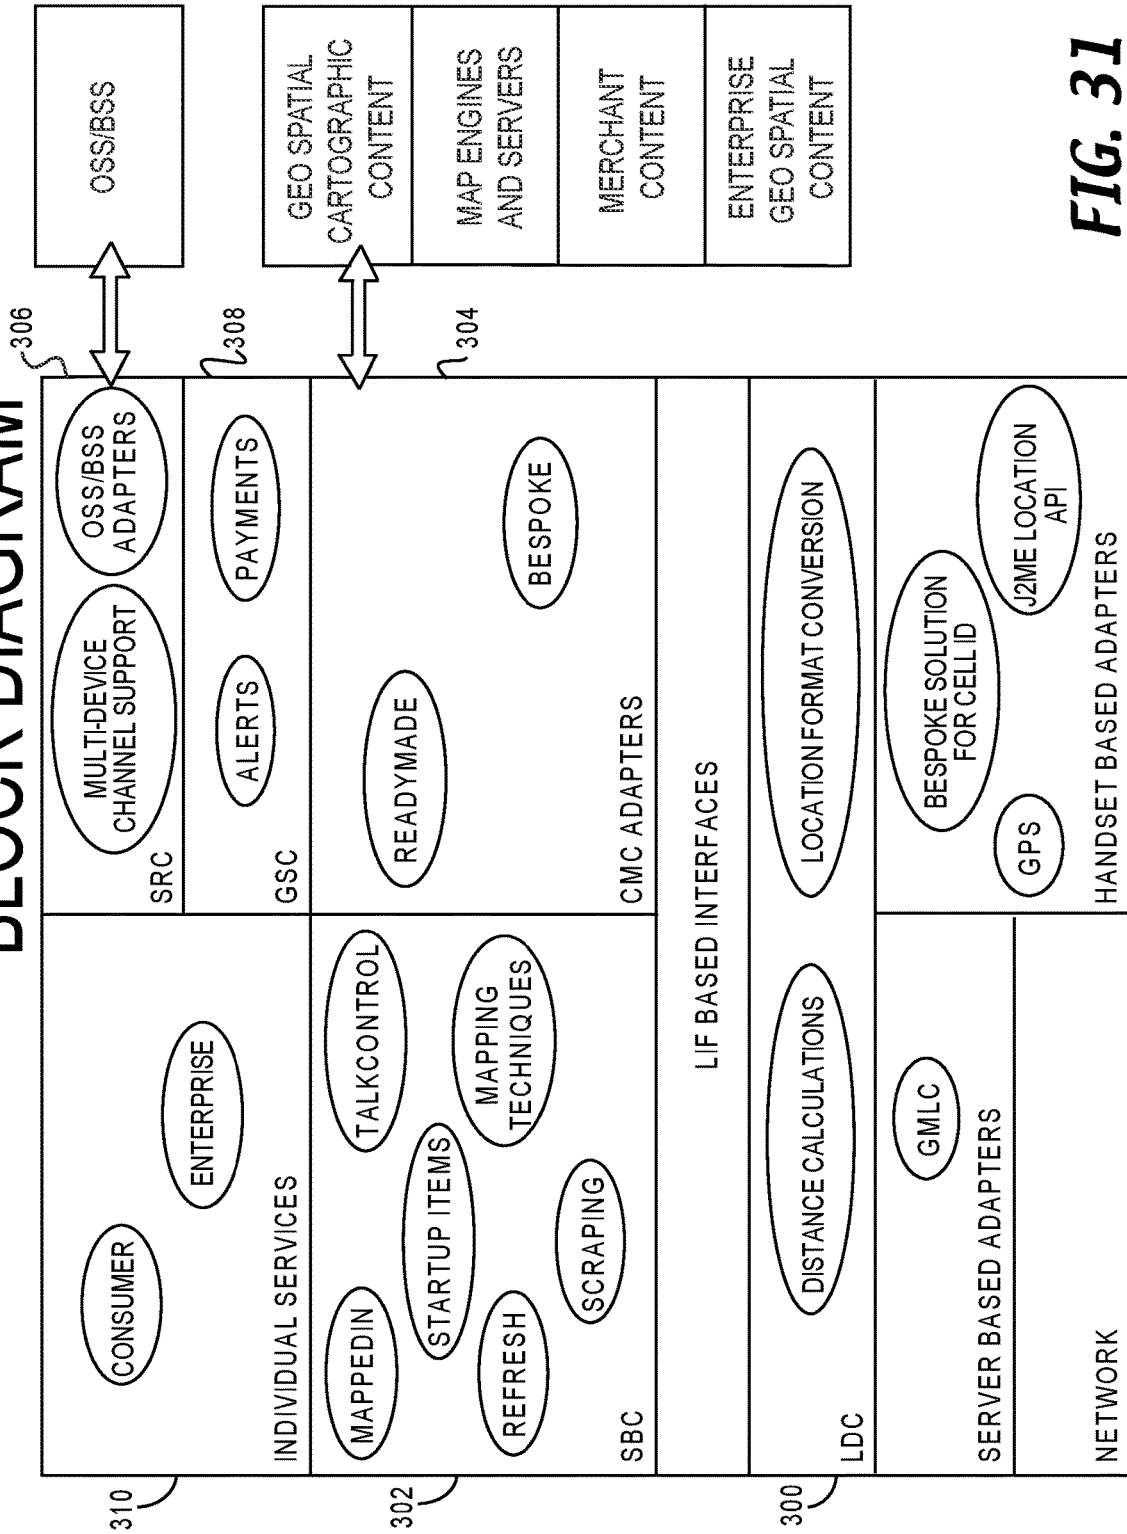 BLOCK DIAGRAM
310
CONSUMER
ENTERPRISE
INDIVIDUAL SERVICES
306
MULTI-DEVICE
CHANNEL SUPPORT
OSS/BSS
ADAPTERS
SRC
OSS/BSS
308
ALERTS
PAYMENTS
GSC
302
MAPPEDIN
TALKCONTROL
STARTUP ITEMS
REFRESH
MAPPING
TECHNIQUES
SCRAPING
SBC
304
READYMADE
BESPOKE
CMC ADAPTERS
GEO SPATIAL
CARTOGRAPHIC
CONTENT
MAP ENGINES
AND SERVERS
MERCHANT
CONTENT
ENTERPRISE
GEO SPATIAL
CONTENT
LIF BASED INTERFACES
300
DISTANCE CALCULATIONS
LOCATION FORMAT CONVERSION
LDC
GMLC
SERVER BASED ADAPTERS
NETWORK
BESPOKE SOLUTION
FOR CELL ID
GPS
J2ME LOCATION
API
HANDSET BASED ADAPTERS
FIG. 31